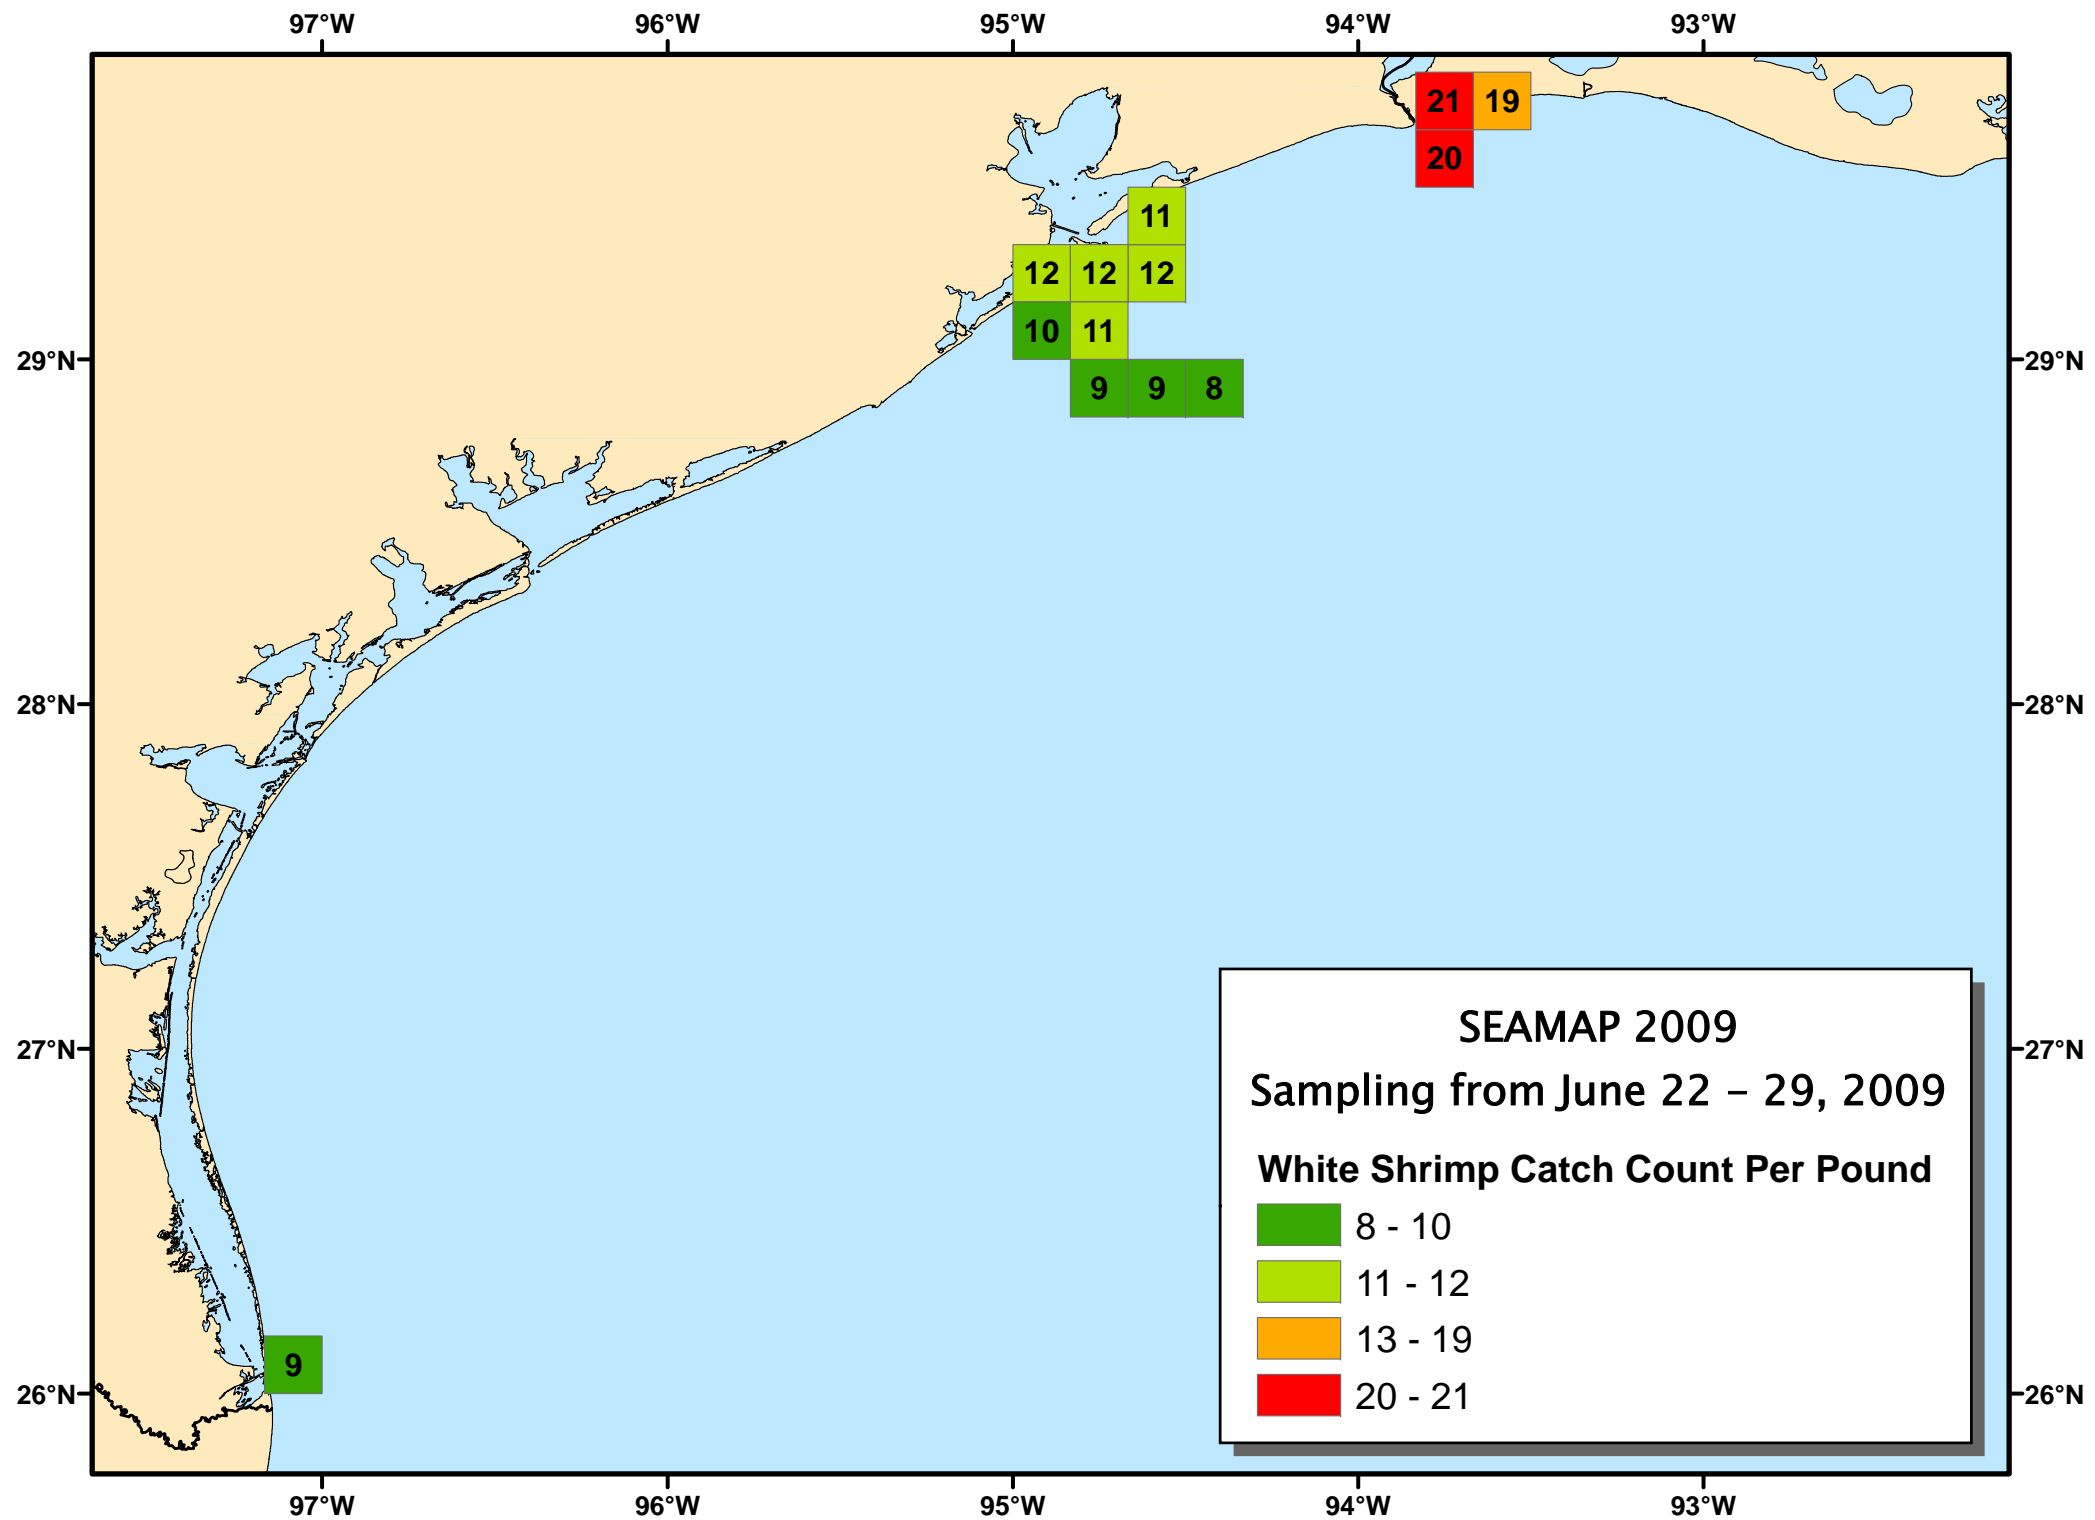 97°W 96°W 95°W 94°W 93°W
21 19
20
11
12 12 12
10 11
29°N 29°N
9 9 8
28°N 28°N
27°N 27°N
SEAMAP 2009
Sampling from June 22 – 29, 2009
White Shrimp Catch Count Per Pound
8 - 10
11 - 12
13 - 19
20 - 21
9
26°N 26°N
97°W 96°W 95°W 94°W 93°W